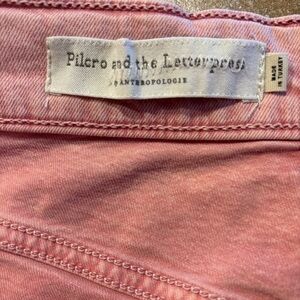 Pilcro and the Letterpress
ANTHROPOLOGIE
MADE
IN TURKEY